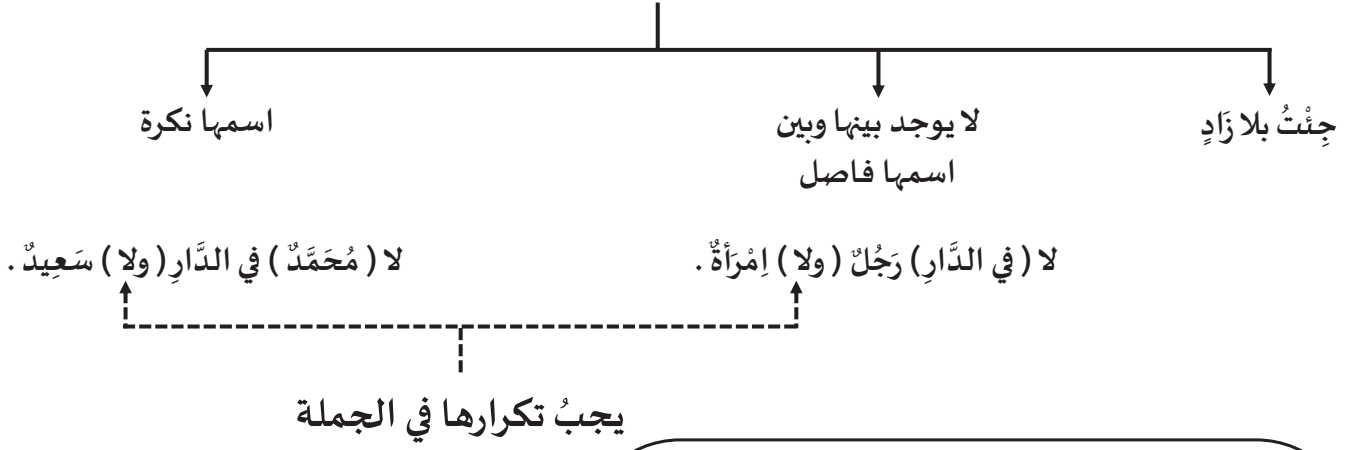 جِئْتُ بلا زَادٍ
لا يوجد بينها وبين
اسمها فاصل
اسمها نكرة
لا ( في الدَّارِ ) رَجُلٌ ( ولا ) اِمْرَأةٌ .
لا ( مُحَمَّدٌ ) في الدَّارِ ( ولا ) سَعِيدٌ .
يجبُ تكرارها في الجملة